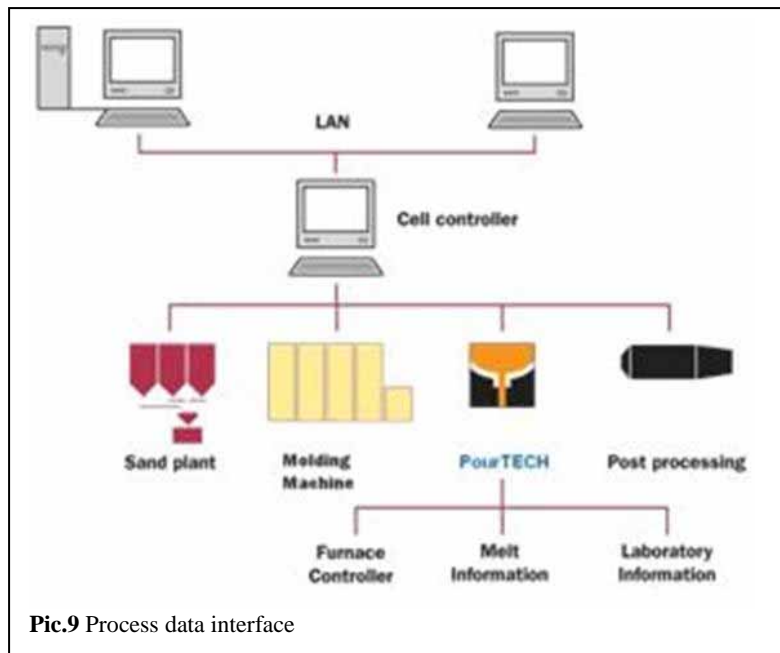 LAN
Cell controller
Sand plant
Molding
Machine
PourTECH
Post processing
Furnace
Controller
Melt
Information
Laboratory
Information
Pic.9 Process data interface